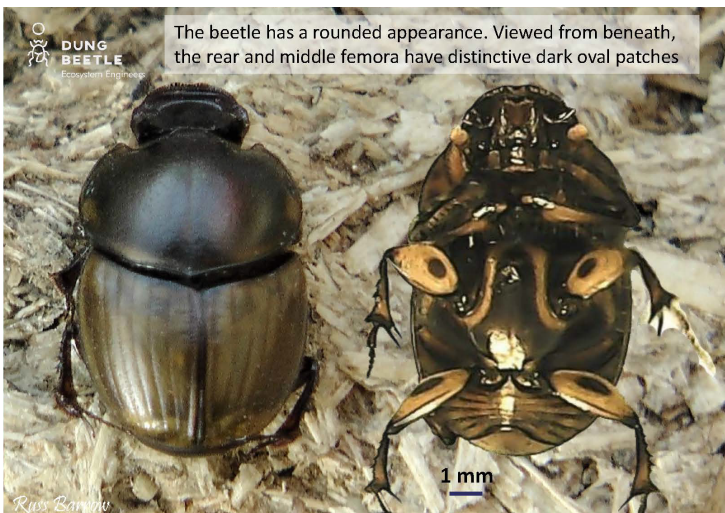 The beetle has a rounded appearance. Viewed from beneath,
the rear and middle femora have distinctive dark oval patches
DUNG
BEETLE
Ecosystem Engineers
1 mm
Russ Barrow